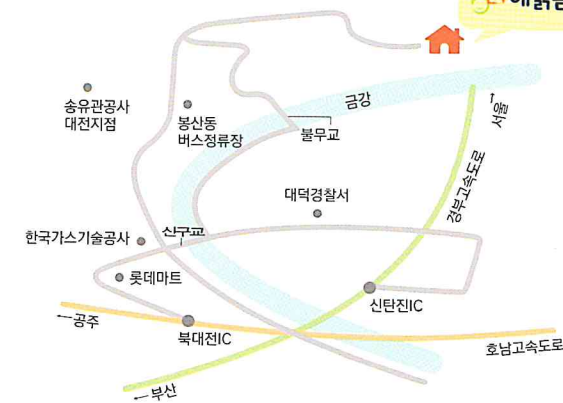 금강
서울
송유관공사
대전지점
봉산동
버스정류장
불무교
경부고속도로
대덕경찰서
신구교
한국가스기술공사
롯데마트
신탄진IC
←공주
북대전IC
호남고속도로
←부산